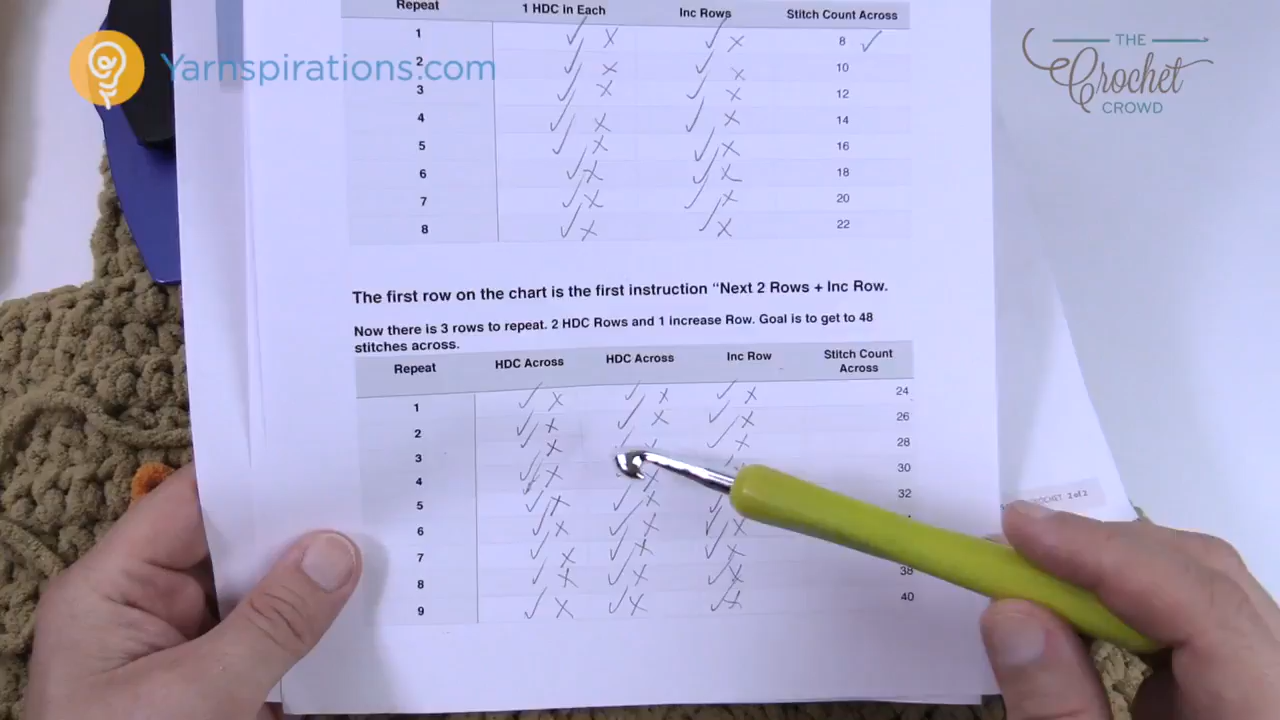 Repeat 1 HDC in Each Inc Rows Stitch Count Across
1 ✓ X ✓ X 8 ✓
2 ✓ X ✓ X 10
3 ✓ X ✓ X 12
4 ✓ X ✓ X 14
5 ✓ X ✓ X 16
6 ✓ X ✓ X 18
7 ✓ X ✓ X 20
8 ✓ X ✓ X 22
Yarnspirations.com
THE
Crochet
CROWD
The first row on the chart is the first instruction “Next 2 Rows + Inc Row.
Now there is 3 rows to repeat. 2 HDC Rows and 1 increase Row. Goal is to get to 48
stitches across.
Repeat HDC Across HDC Across Inc Row Stitch Count
Across
1 ✓ X ✓ X ✓ X 24
2 ✓ X ✓ X ✓ X 26
3 ✓ X ✓ X ✓ X 28
4 ✓ X ✓ X 30
5 ✓ X ✓ X ✓ 32
6 ✓ X ✓ X ✓ X
7 ✓ X ✓ X ✓ X
8 ✓ X ✓ X ✓ X 38
9 ✓ X ✓ X ✓ X 40
CROCHET 2 of 2